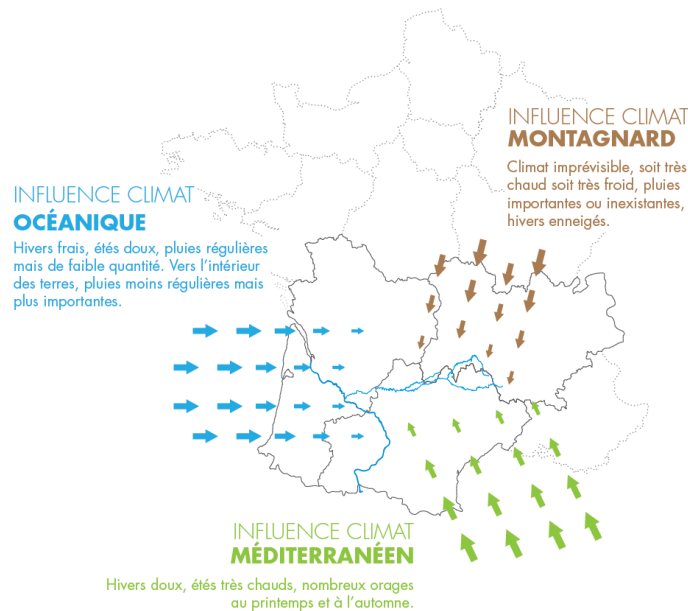 INFLUENCE CLIMAT
MONTAGNARD
Climat imprévisible, soit très
chaud soit très froid, pluies
importantes ou inexistantes,
hivers enneigés.
INFLUENCE CLIMAT
OCÉANIQUE
Hivers frais, étés doux, pluies régulières
mais de faible quantité. Vers l’intérieur
des terres, pluies moins régulières mais
plus importantes.
INFLUENCE CLIMAT
MÉDITERRANÉEN
Hivers doux, étés très chauds, nombreux orages
au printemps et à l’automne.